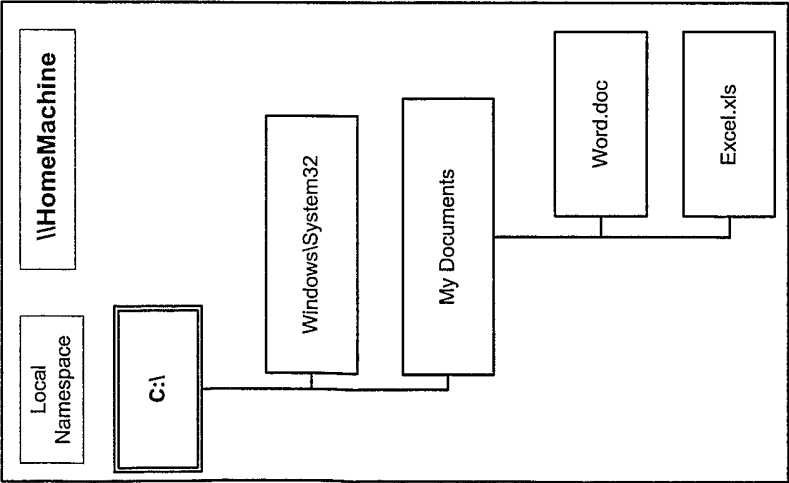 Local
Namespace
\\HomeMachine
C:\
Windows\System32
My Documents
Word.doc
Excel.xls